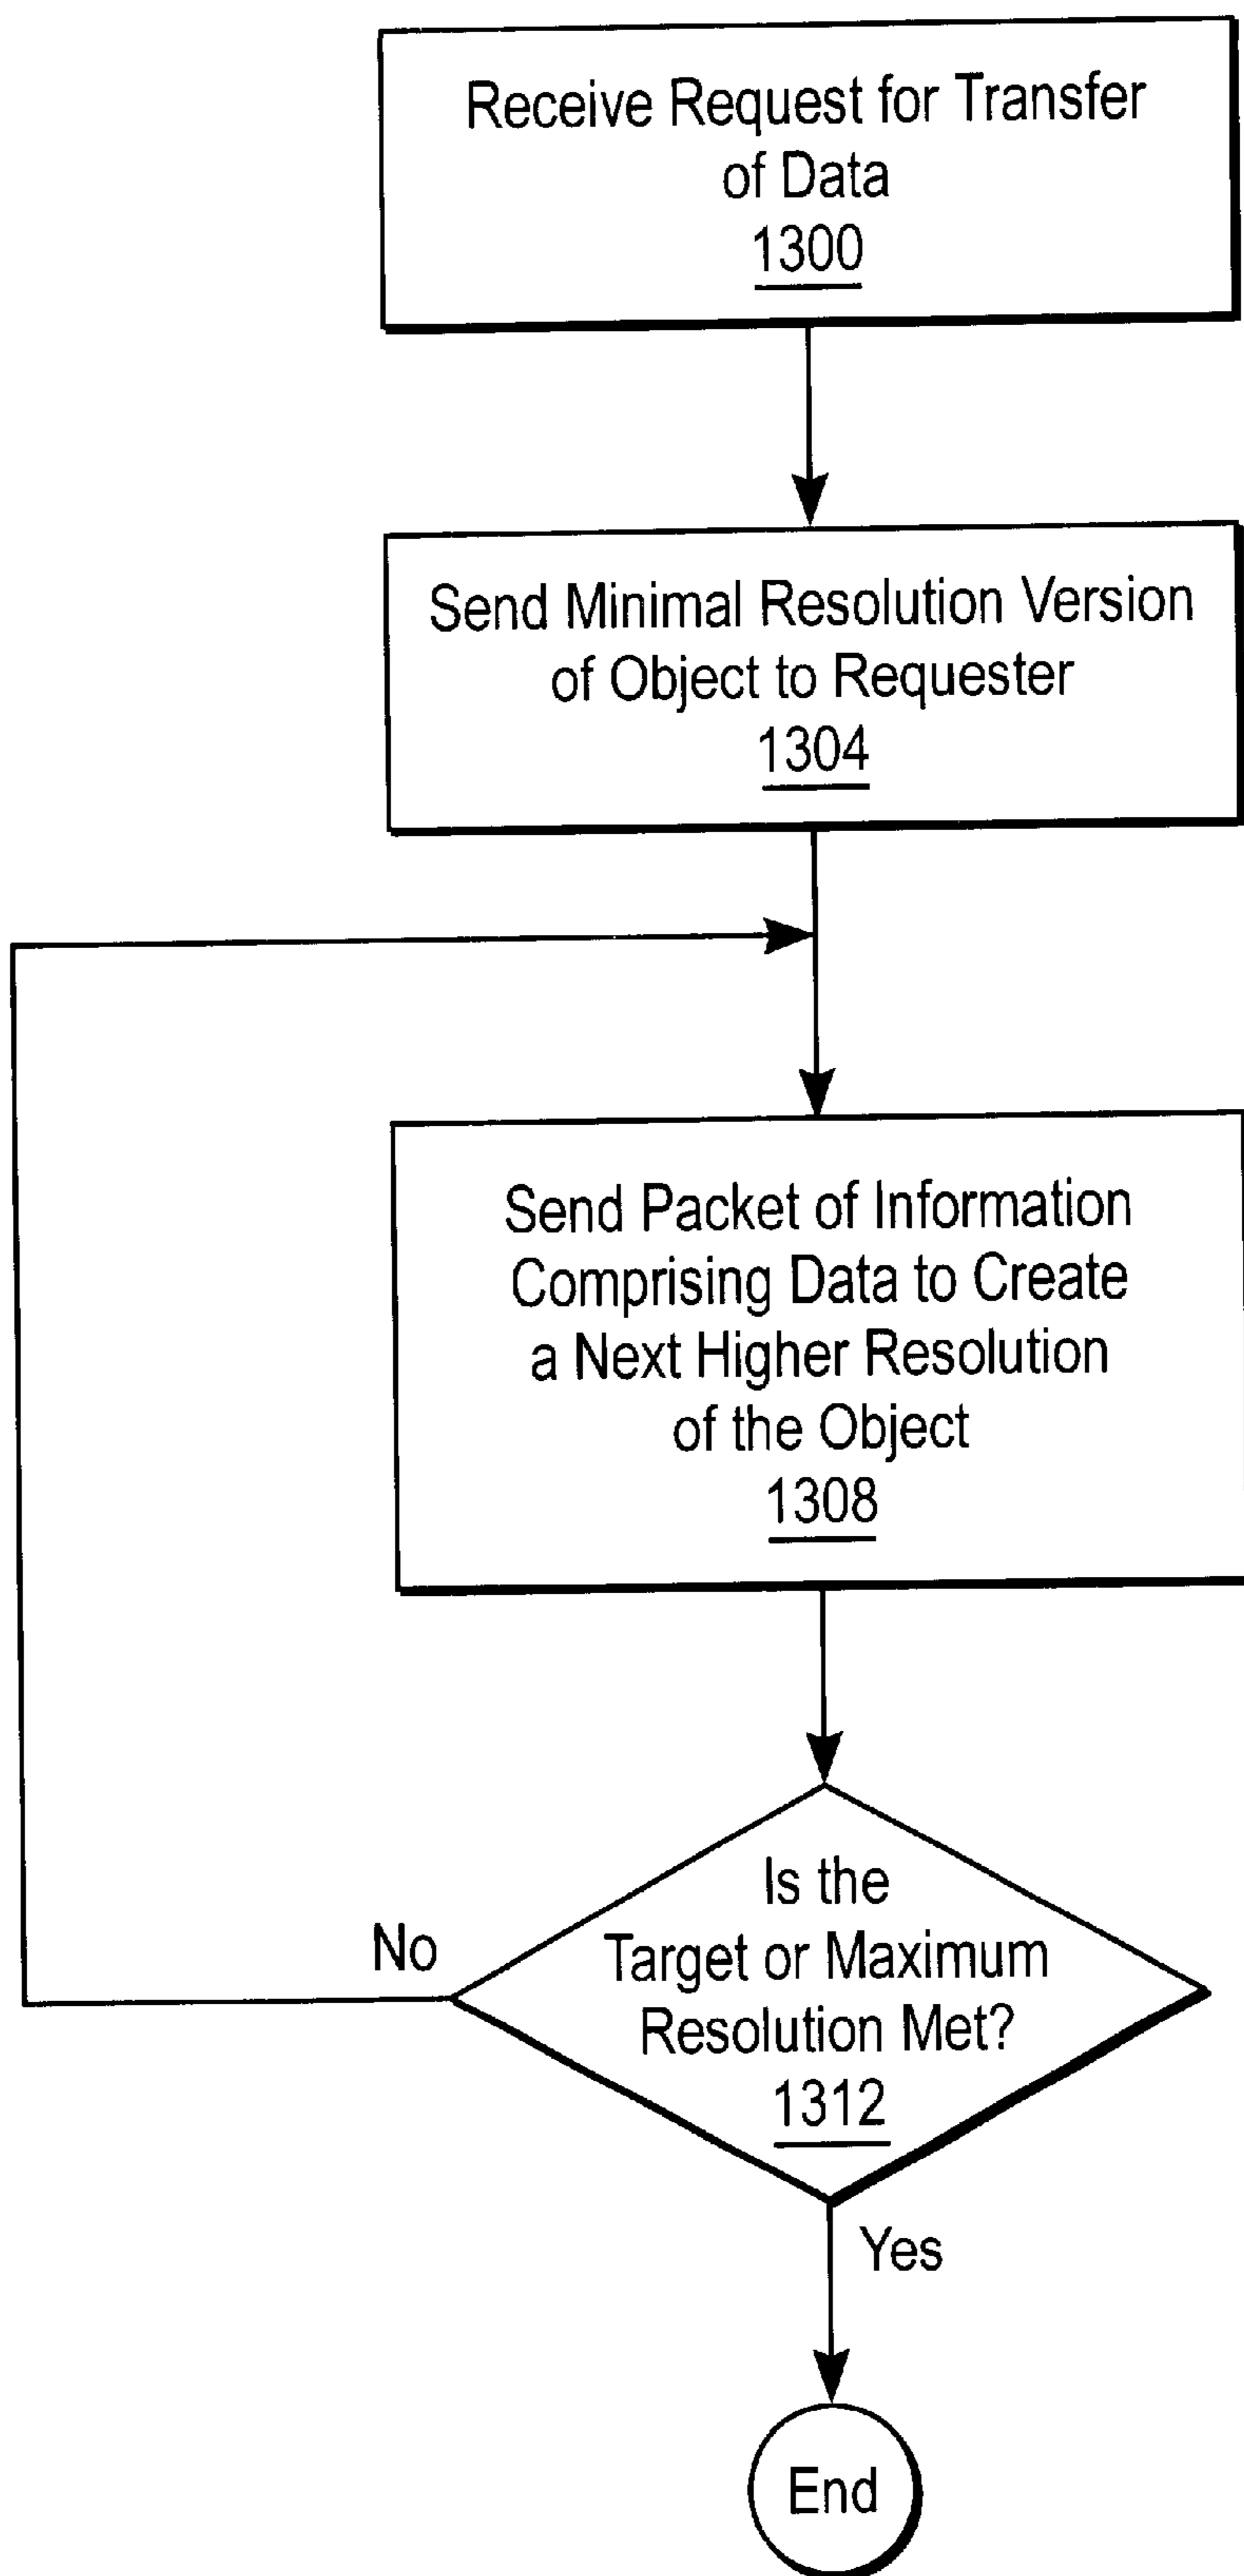 Receive Request for Transfer
of Data
1300
Send Minimal Resolution Version
of Object to Requester
1304
Send Packet of Information
Comprising Data to Create
a Next Higher Resolution
of the Object
1308
Is the
Target or Maximum
Resolution Met?
1312
No
Yes
End